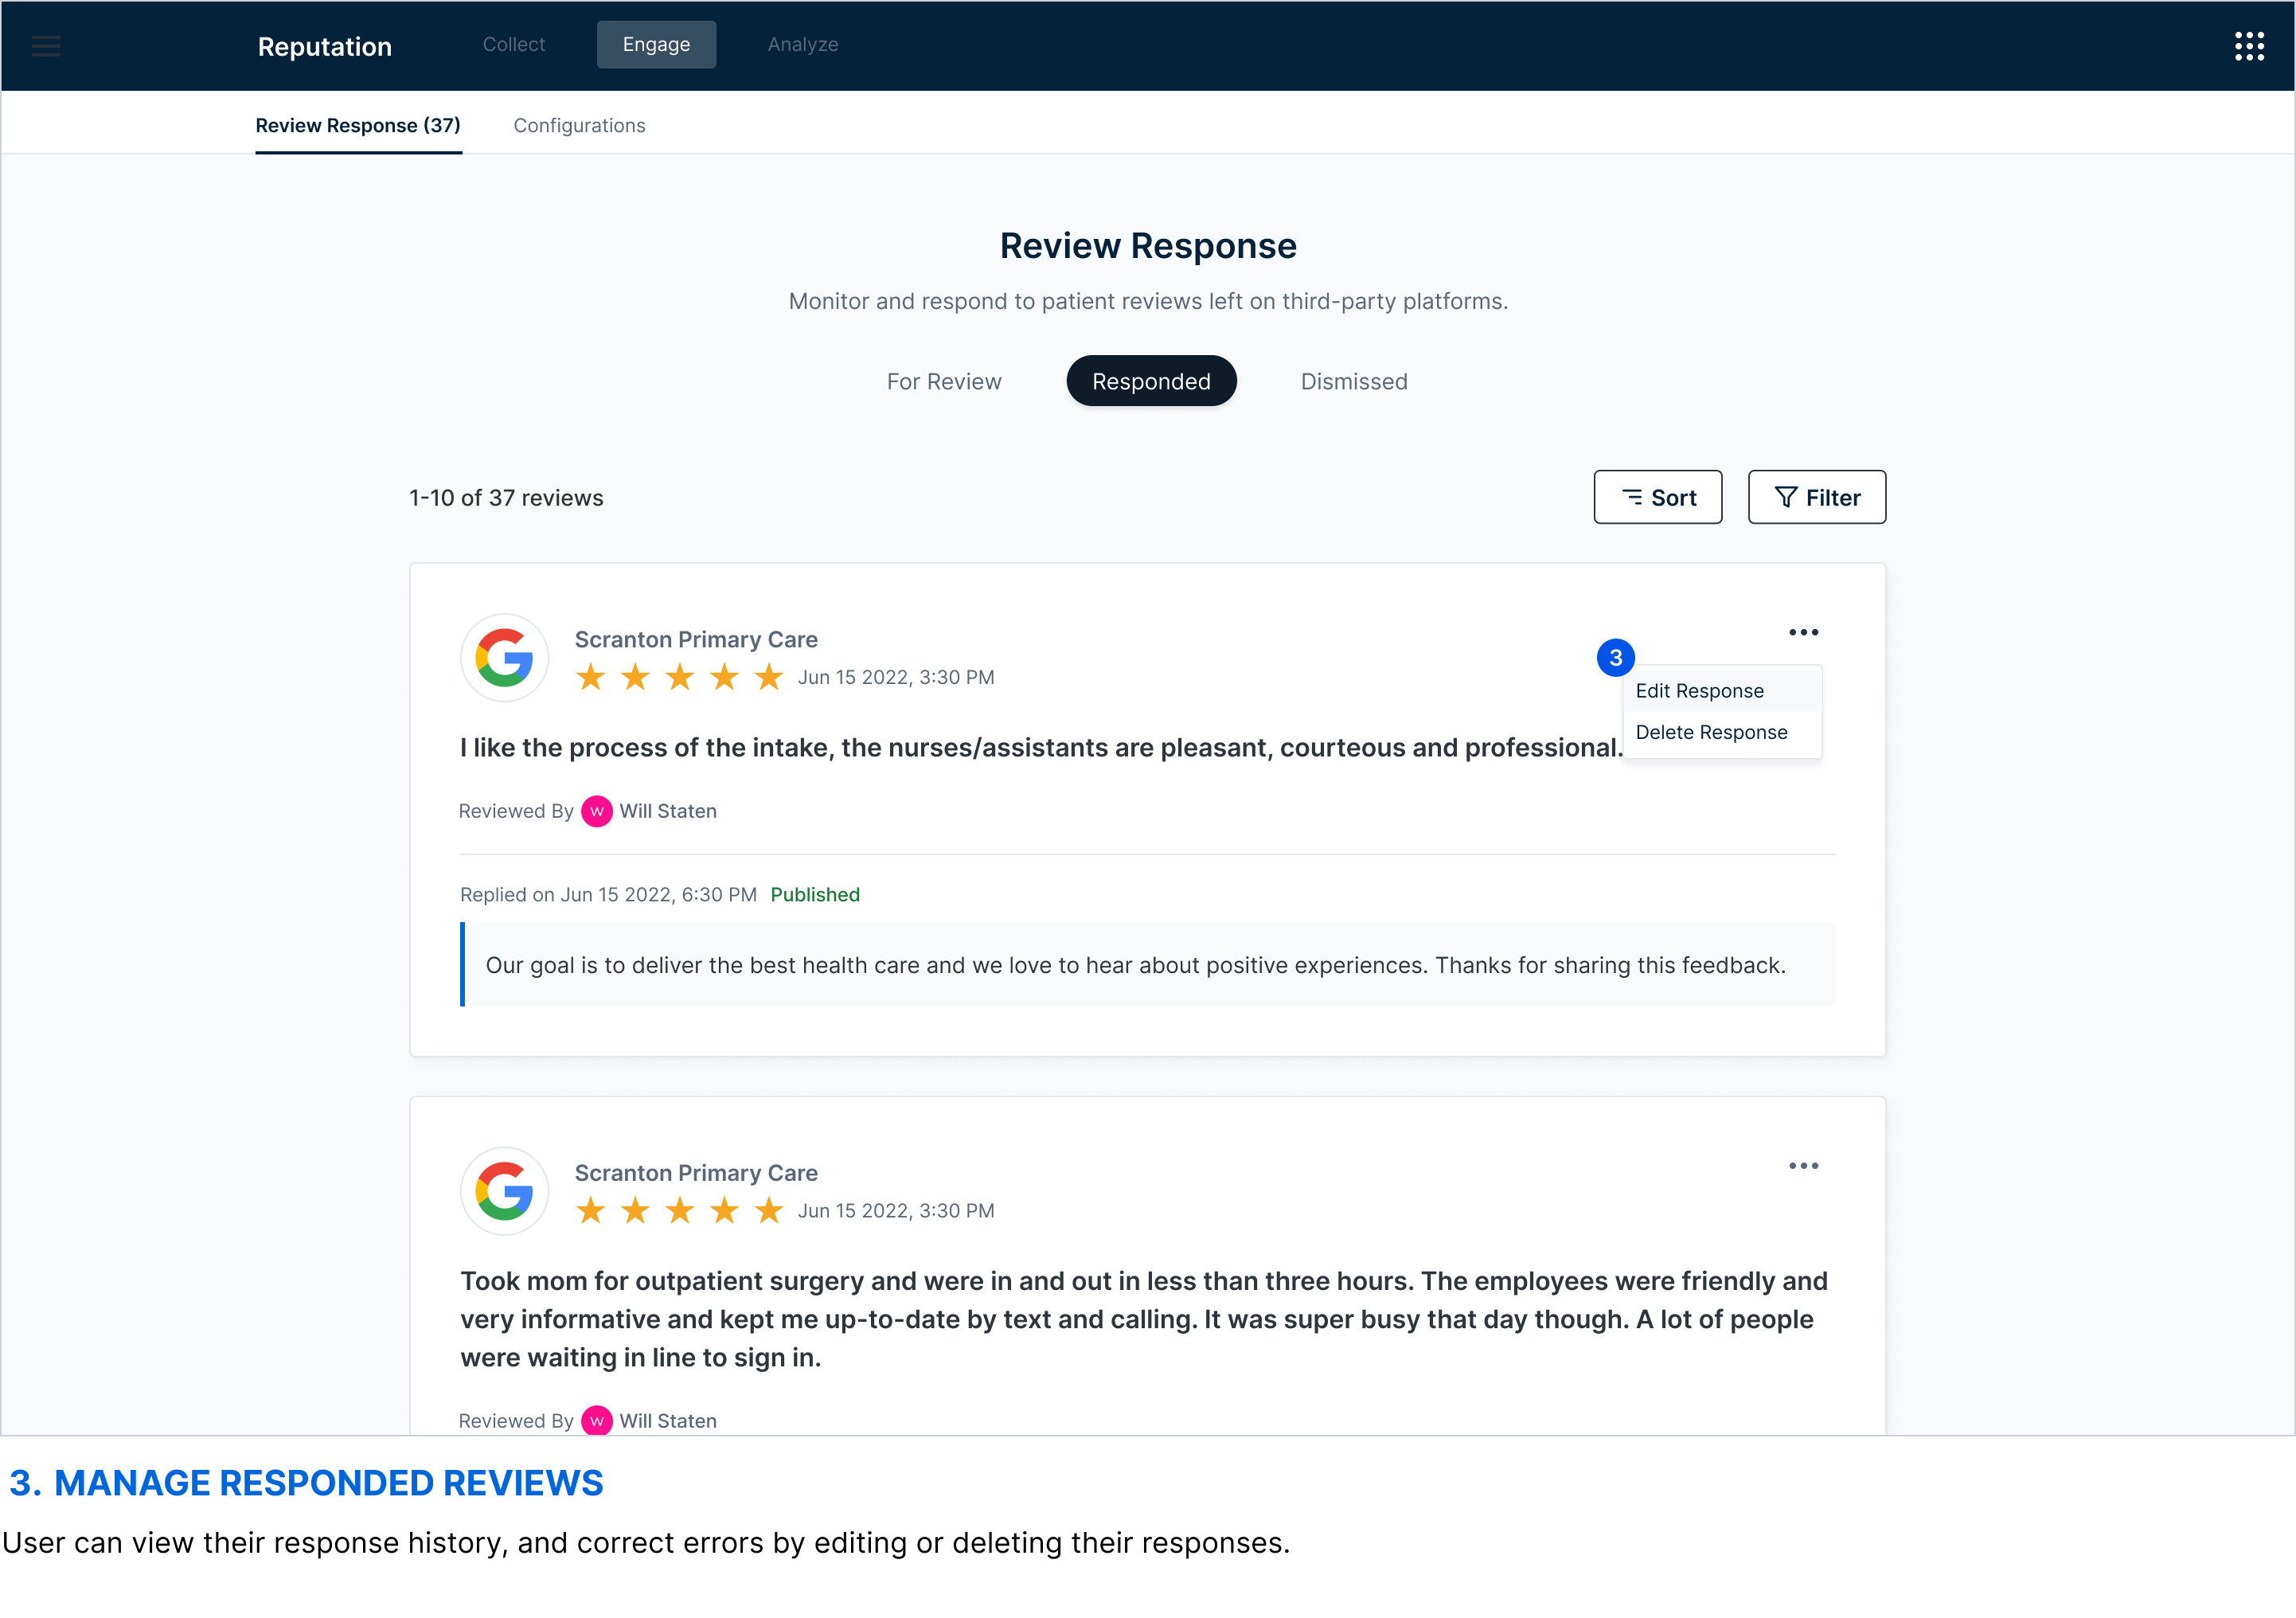 Reputation Collect Engage Analyze
Review Response (37) Configurations
Review Response
Monitor and respond to patient reviews left on third-party platforms.
For Review Responded Dismissed
1-10 of 37 reviews Sort Filter
Scranton Primary Care
Jun 15 2022, 3:30 PM
3
Edit Response
Delete Response
I like the process of the intake, the nurses/assistants are pleasant, courteous and professional.
Reviewed By W Will Staten
Replied on Jun 15 2022, 6:30 PM Published
Our goal is to deliver the best health care and we love to hear about positive experiences. Thanks for sharing this feedback.
Scranton Primary Care
Jun 15 2022, 3:30 PM
Took mom for outpatient surgery and were in and out in less than three hours. The employees were friendly and
very informative and kept me up-to-date by text and calling. It was super busy that day though. A lot of people
were waiting in line to sign in.
Reviewed By W Will Staten
3. MANAGE RESPONDED REVIEWS
User can view their response history, and correct errors by editing or deleting their responses.